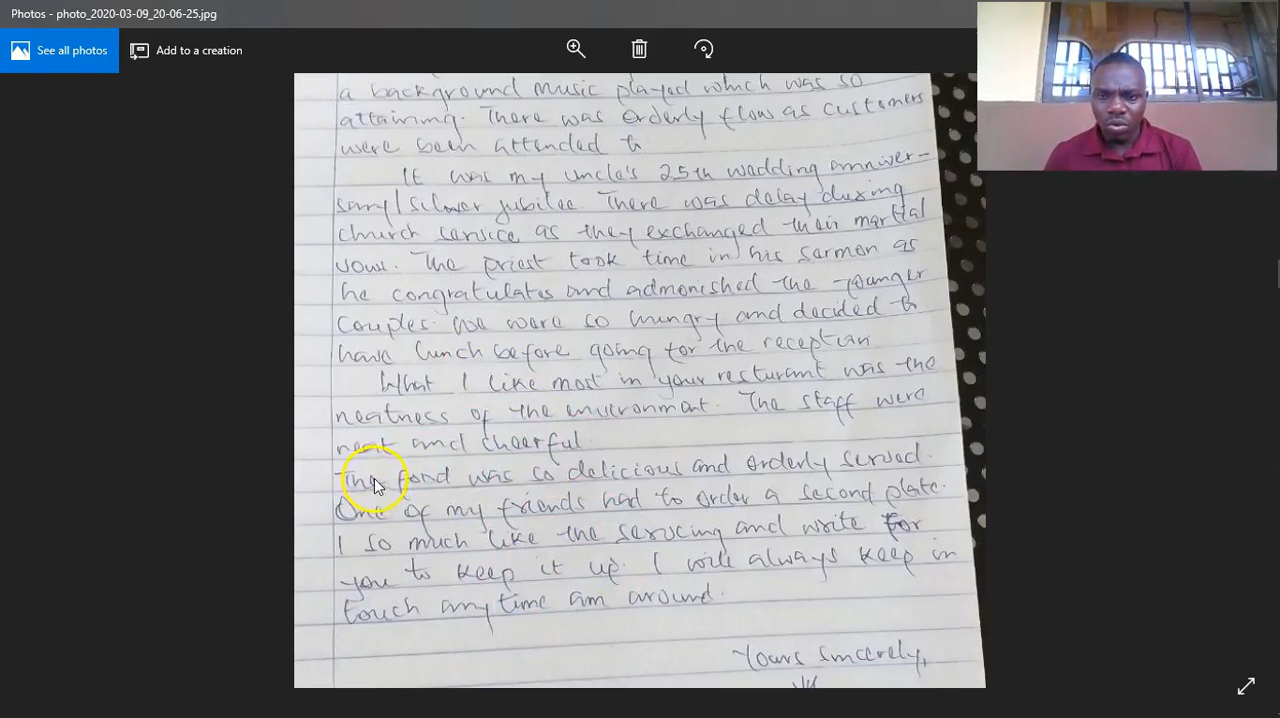 Photos - photo_2020-03-09_20-06-25.jpg
See all photos
Add to a creation
a background music played which was so
attaining. There was orderly flow as customers
were been attended to
It was my uncle's 25th wedding anniver-
sary/silver jubilee. There was delay during
church service as they exchanged their marital
vows. The priest took time in his sermon as
he congratulates and admonished the younger
couples. We were so hungry and decided to
have lunch before going for the reception
What I like most in your resturant was the
neatness of the environment. The staff were
neat and cheerful
The food was so delicious and orderly served.
One of my friends had to order a second plate.
I so much like the servicing and write for
you to keep it up. I will always keep in
touch anytime am around.
Yours sincerely,